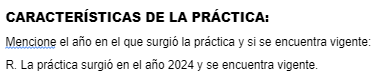 CARACTERÍSTICAS DE LA PRÁCTICA:
Mencione el año en el que surgió la práctica y si se encuentra vigente:
R. La práctica surgió en el año 2024 y se encuentra vigente.